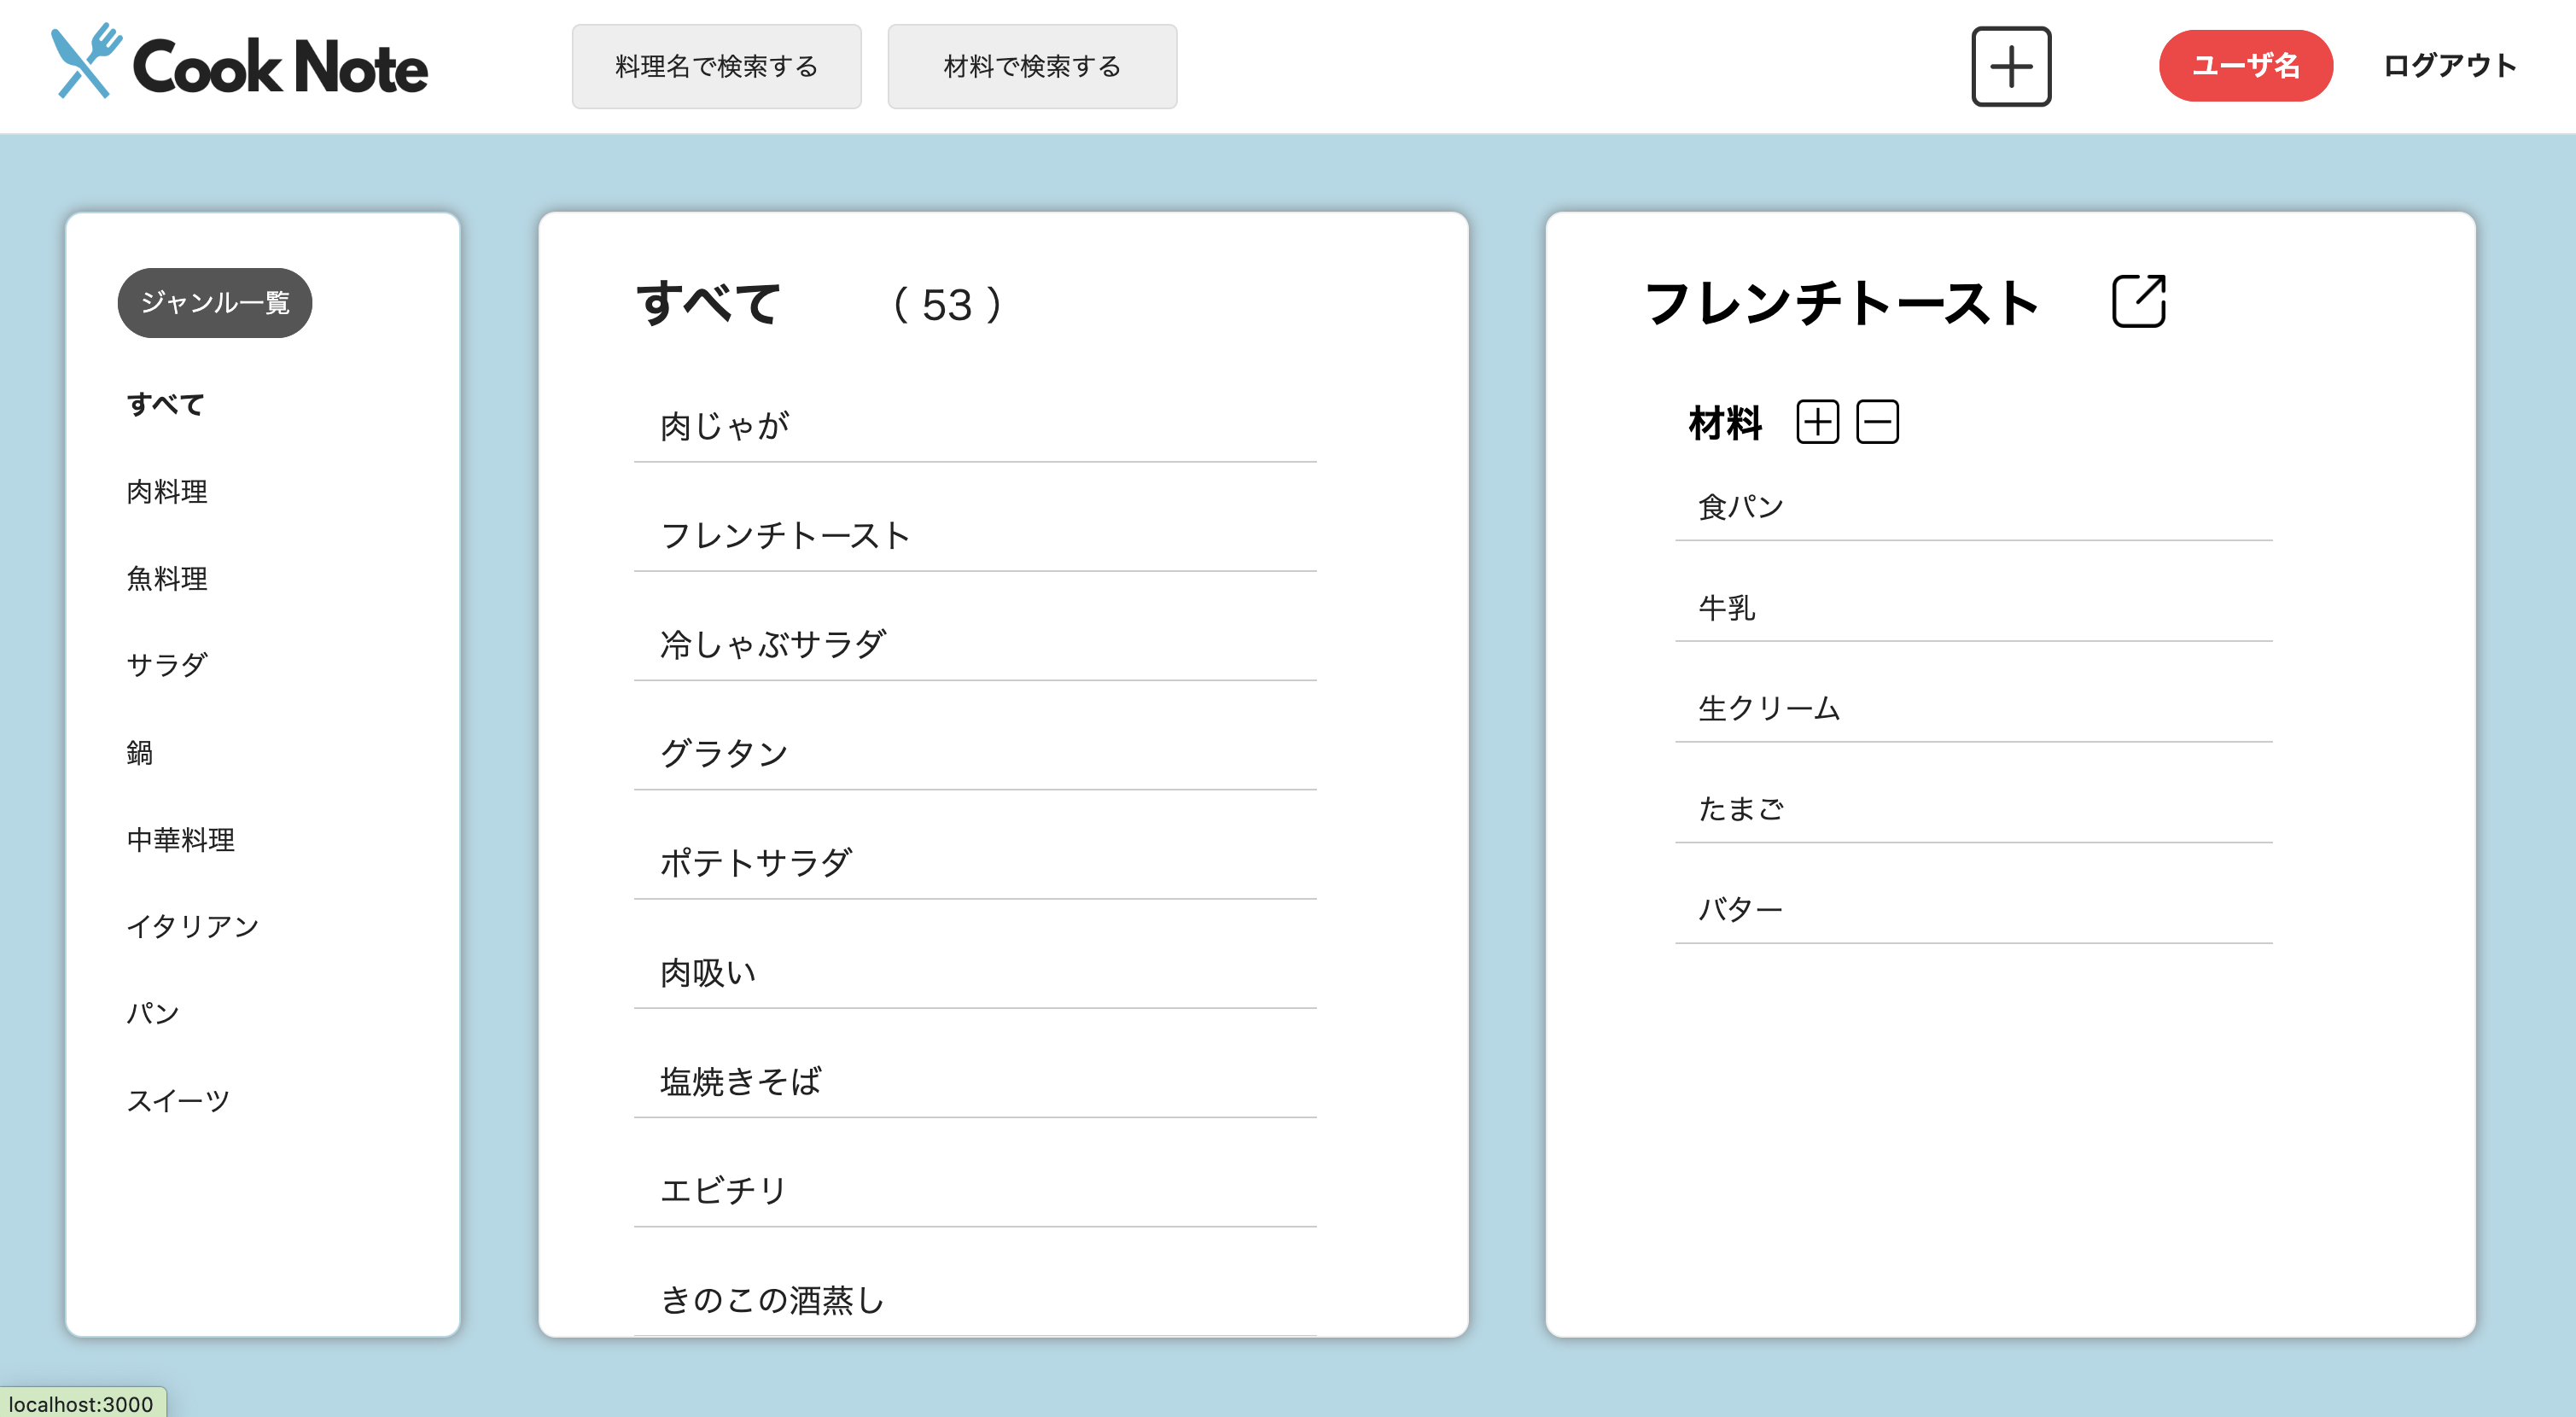 Cook Note
料理名で検索する
材料で検索する
ユーザ名
ログアウト
ジャンル一覧
すべて
肉料理
魚料理
サラダ
鍋
中華料理
イタリアン
パン
スイーツ
すべて （ 53 ）
肉じゃが
フレンチトースト
冷しゃぶサラダ
グラタン
ポテトサラダ
肉吸い
塩焼きそば
エビチリ
きのこの酒蒸し
フレンチトースト
材料
食パン
牛乳
生クリーム
たまご
バター
localhost:3000